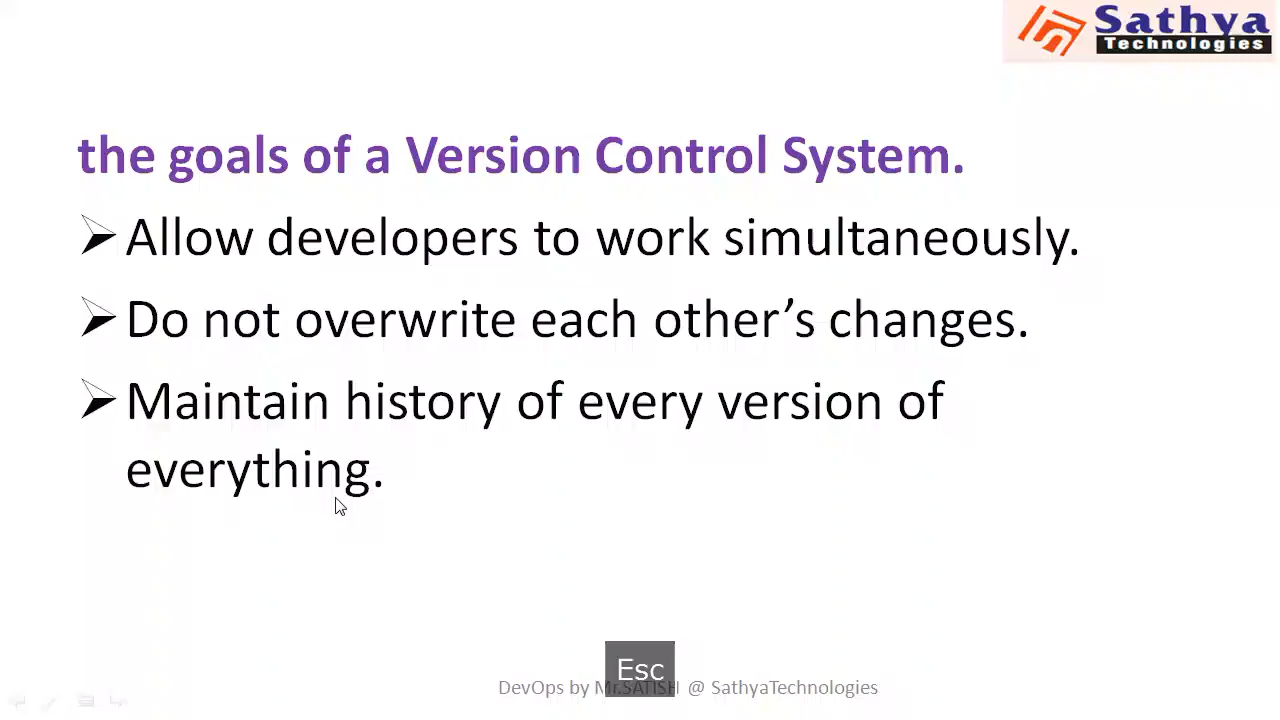 Sathya
Technologies
the goals of a Version Control System.
Allow developers to work simultaneously.
Do not overwrite each other’s changes.
Maintain history of every version of
everything.
Esc
DevOps by Mr.SATISH @ SathyaTechnologies